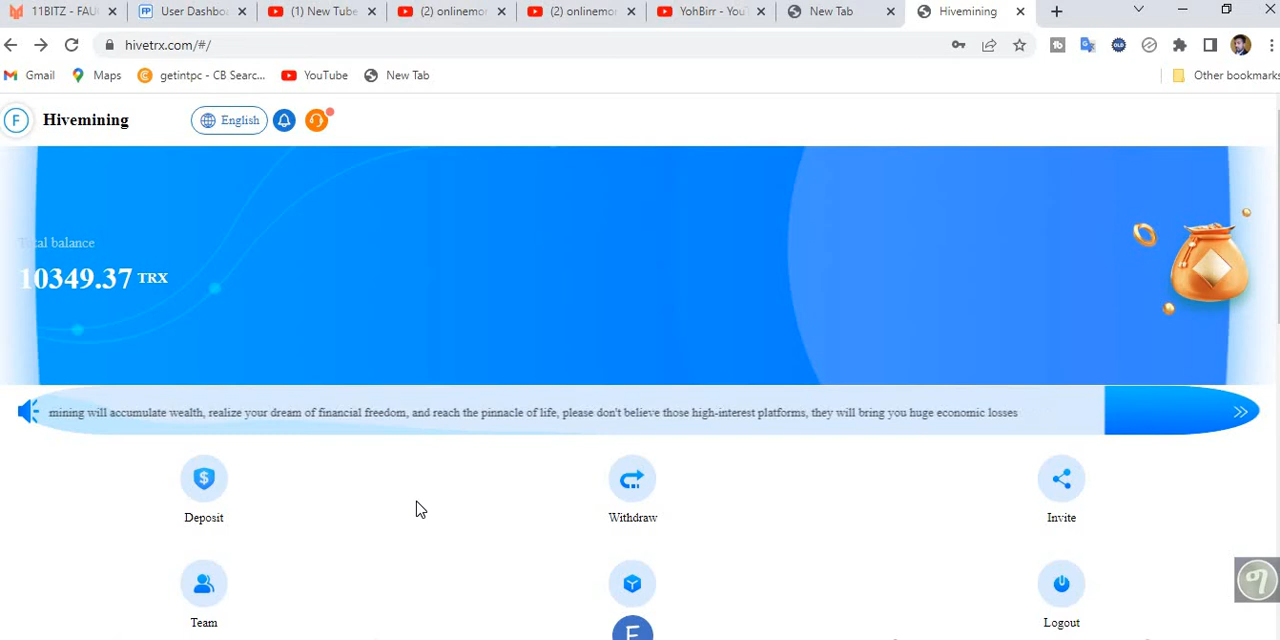 11BITZ - FAU
User Dashbo
(1) New Tube
(2) onlinemo
(2) onlinemo
YohBirr - You
New Tab
Hivemining
hivetrx.com/#/
Gmail
Maps
getintpc - CB Searc...
YouTube
New Tab
Other bookmarks
F
Hivemining
English
Total balance
10349.37 TRX
mining will accumulate wealth, realize your dream of financial freedom, and reach the pinnacle of life, please don't believe those high-interest platforms, they will bring you huge economic losses
Deposit
Withdraw
Invite
Team
Logout